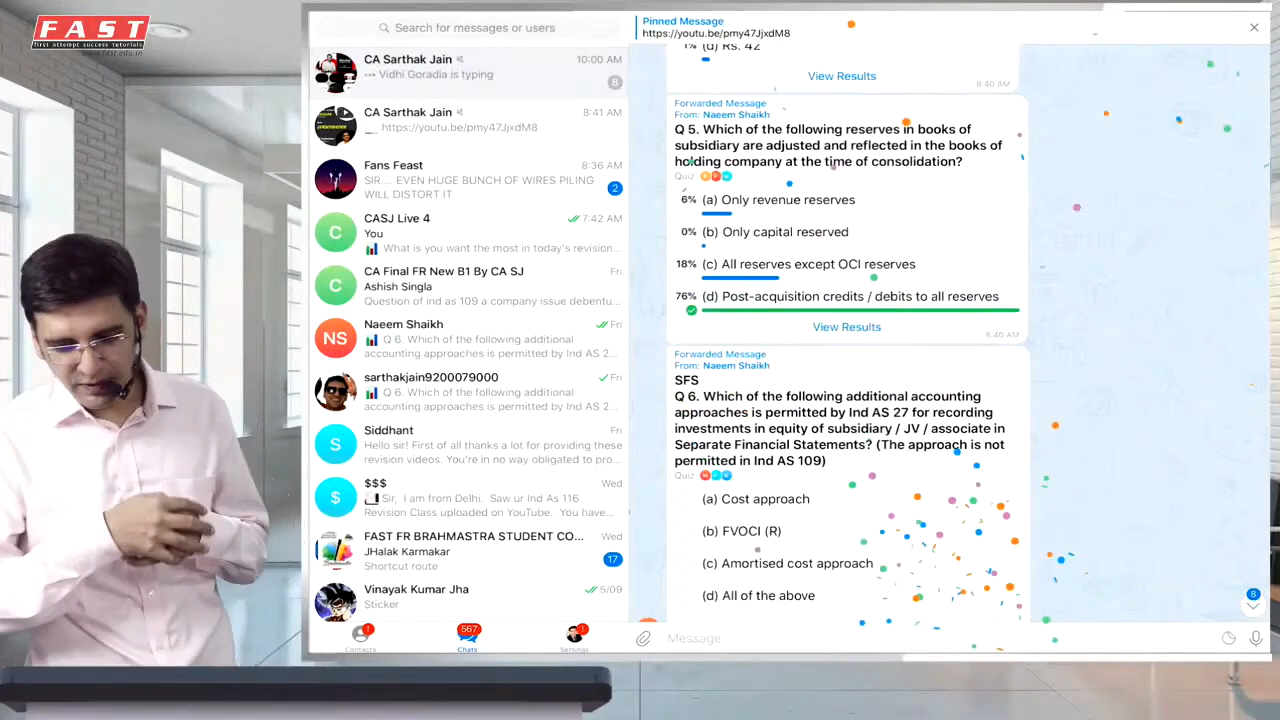 FAST
first attempt success tutorials
www.fast.edu.in
Search for messages or users
CA Sarthak Jain
10:00 AM
Vidhi Goradia is typing
8
CA Sarthak Jain
8:41 AM
https://youtu.be/pmy47JjxdM8
Fans Feast
8:36 AM
SIR.... EVEN HUGE BUNCH OF WIRES PILING
WILL DISTORT IT
2
C
CASJ Live 4
7:42 AM
You
What is you want the most in today's revision...
C
CA Final FR New B1 By CA SJ
Fri
Ashish Singla
Question of ind as 109 a company issue debentu...
NS
Naeem Shaikh
Fri
Q 6. Which of the following additional
accounting approaches is permitted by Ind AS 2...
sarthakjain9200079000
Fri
Q 6. Which of the following additional
accounting approaches is permitted by Ind AS 2...
S
Siddhant
Fri
Hello sir! First of all thanks a lot for providing these
revision videos. You're in no way obligated to pro...
$
$$$
Wed
Sir, I am from Delhi. Saw ur Ind As 116
Revision Class uploaded on YouTube. You have...
FAST FR BRAHMASTRA STUDENT CO...
Wed
JHalak Karmakar
Shortcut route
17
Vinayak Kumar Jha
5/09
Sticker
!
Contacts
567
Chats
!
Settings
Pinned Message
https://youtu.be/pmy47JjxdM8
1% (d) Rs. 42
View Results
8:40 AM
Forwarded Message
From: Naeem Shaikh
Q 5. Which of the following reserves in books of
subsidiary are adjusted and reflected in the books of
holding company at the time of consolidation?
Quiz
6% (a) Only revenue reserves
0% (b) Only capital reserved
18% (c) All reserves except OCI reserves
76% (d) Post-acquisition credits / debits to all reserves
View Results
8:40 AM
Forwarded Message
From: Naeem Shaikh
SFS
Q 6. Which of the following additional accounting
approaches is permitted by Ind AS 27 for recording
investments in equity of subsidiary / JV / associate in
Separate Financial Statements? (The approach is not
permitted in Ind AS 109)
Quiz
(a) Cost approach
(b) FVOCI (R)
(c) Amortised cost approach
(d) All of the above
8
Message